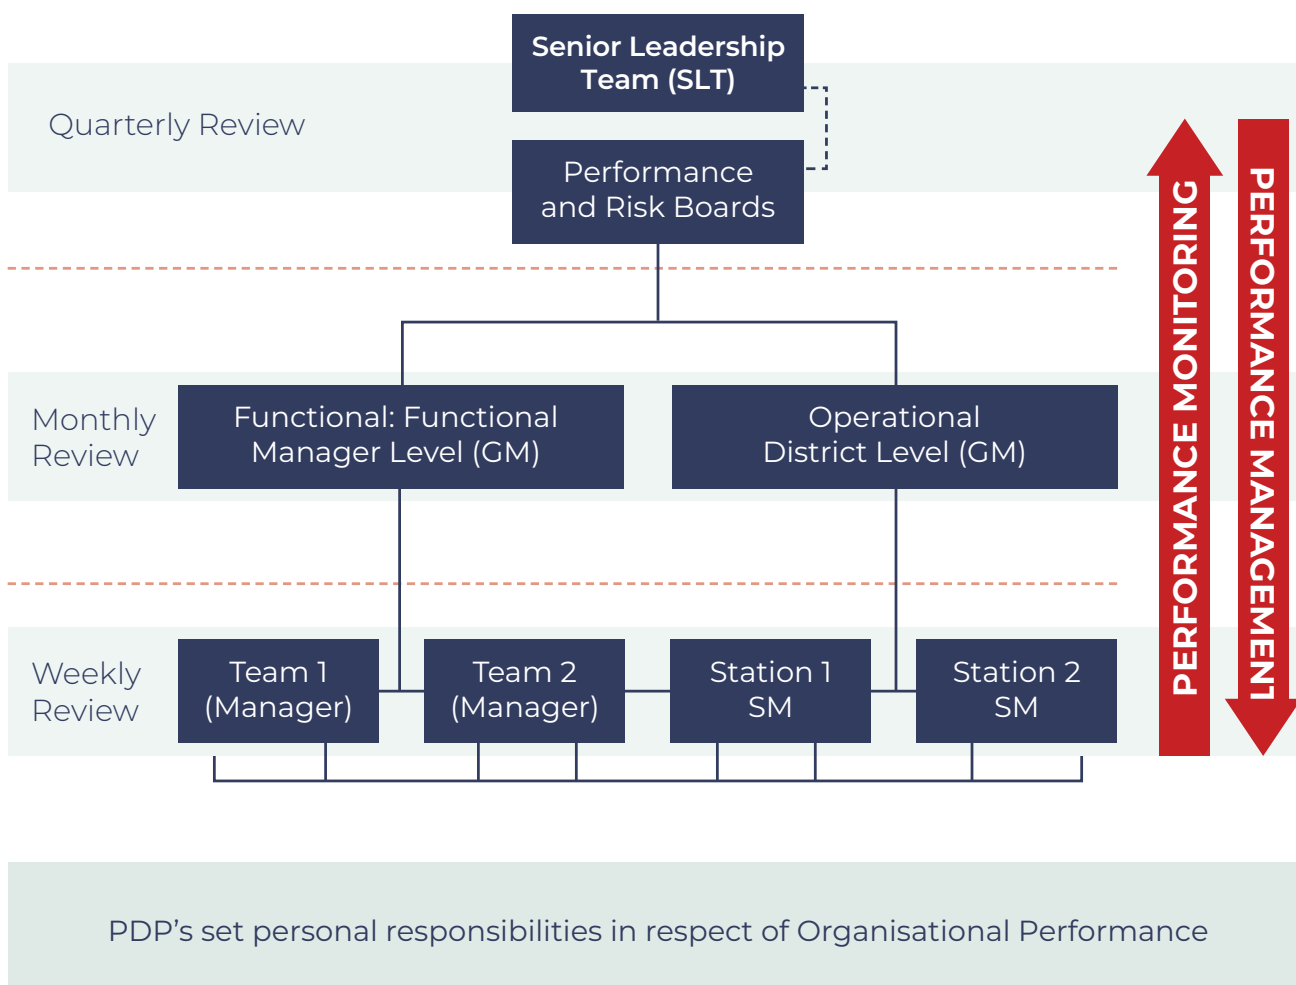 Senior Leadership
Team (SLT)
Quarterly Review
Performance
and Risk Boards
Monthly
Review
Functional: Functional
Manager Level (GM)
Operational
District Level (GM)
Weekly
Review
Team 1
(Manager)
Team 2
(Manager)
Station 1
SM
Station 2
SM
PERFORMANCE MONITORING
PERFORMANCE MANAGEMENT
PDP’s set personal responsibilities in respect of Organisational Performance